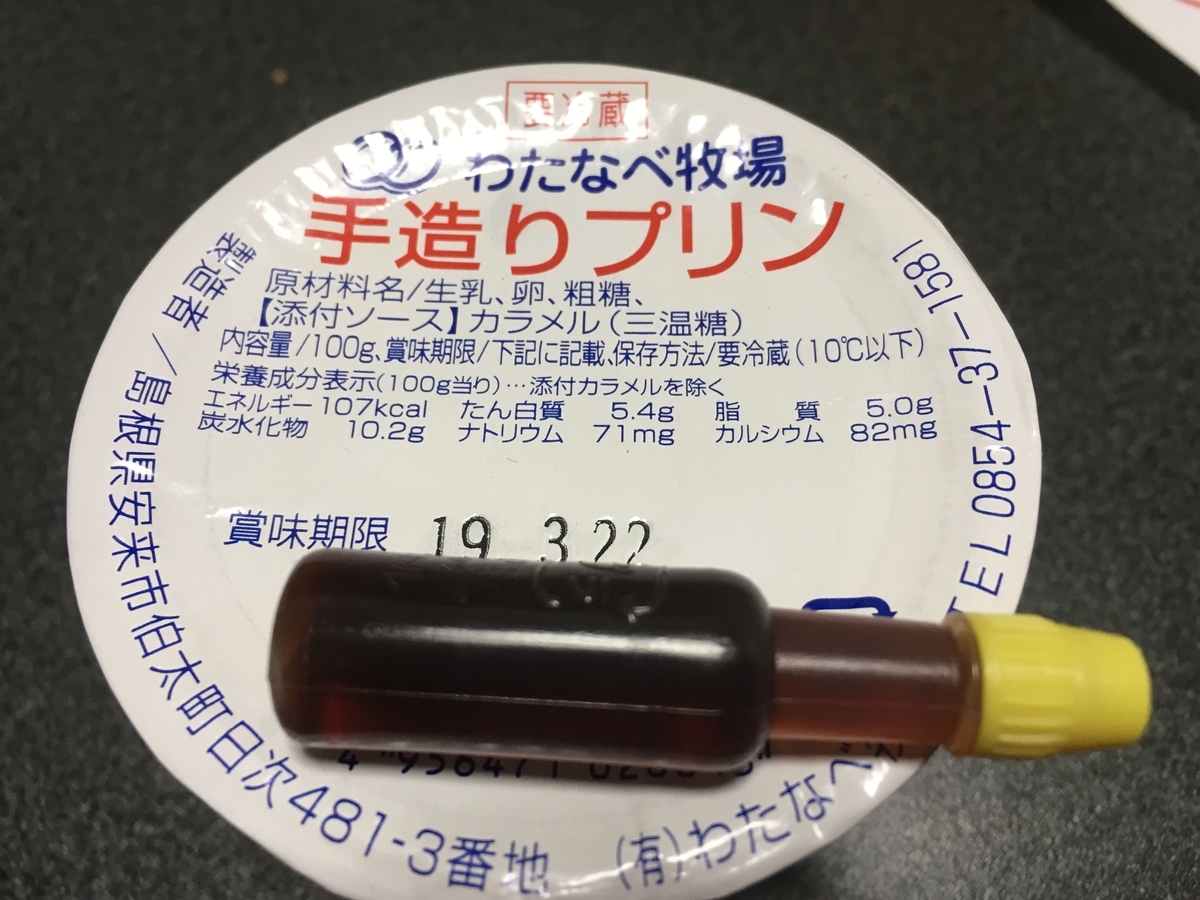 要冷蔵
わたなべ牧場
手造りプリン
原材料名/生乳、卵、粗糖、
【添付ソース】カラメル(三温糖)
内容量/100g、賞味期限/下記に記載、保存方法/要冷蔵(10℃以下)
栄養成分表示(100g当り)…添付カラメルを除く
エネルギー 107kcal たん白質 5.4g 脂質 5.0g
炭水化物 10.2g ナトリウム 71mg カルシウム 82mg
賞味期限 19 3.22
製造者/島根県安来市伯太町日次481-3番地 (有)わたなべ
TEL 0854-37-1581